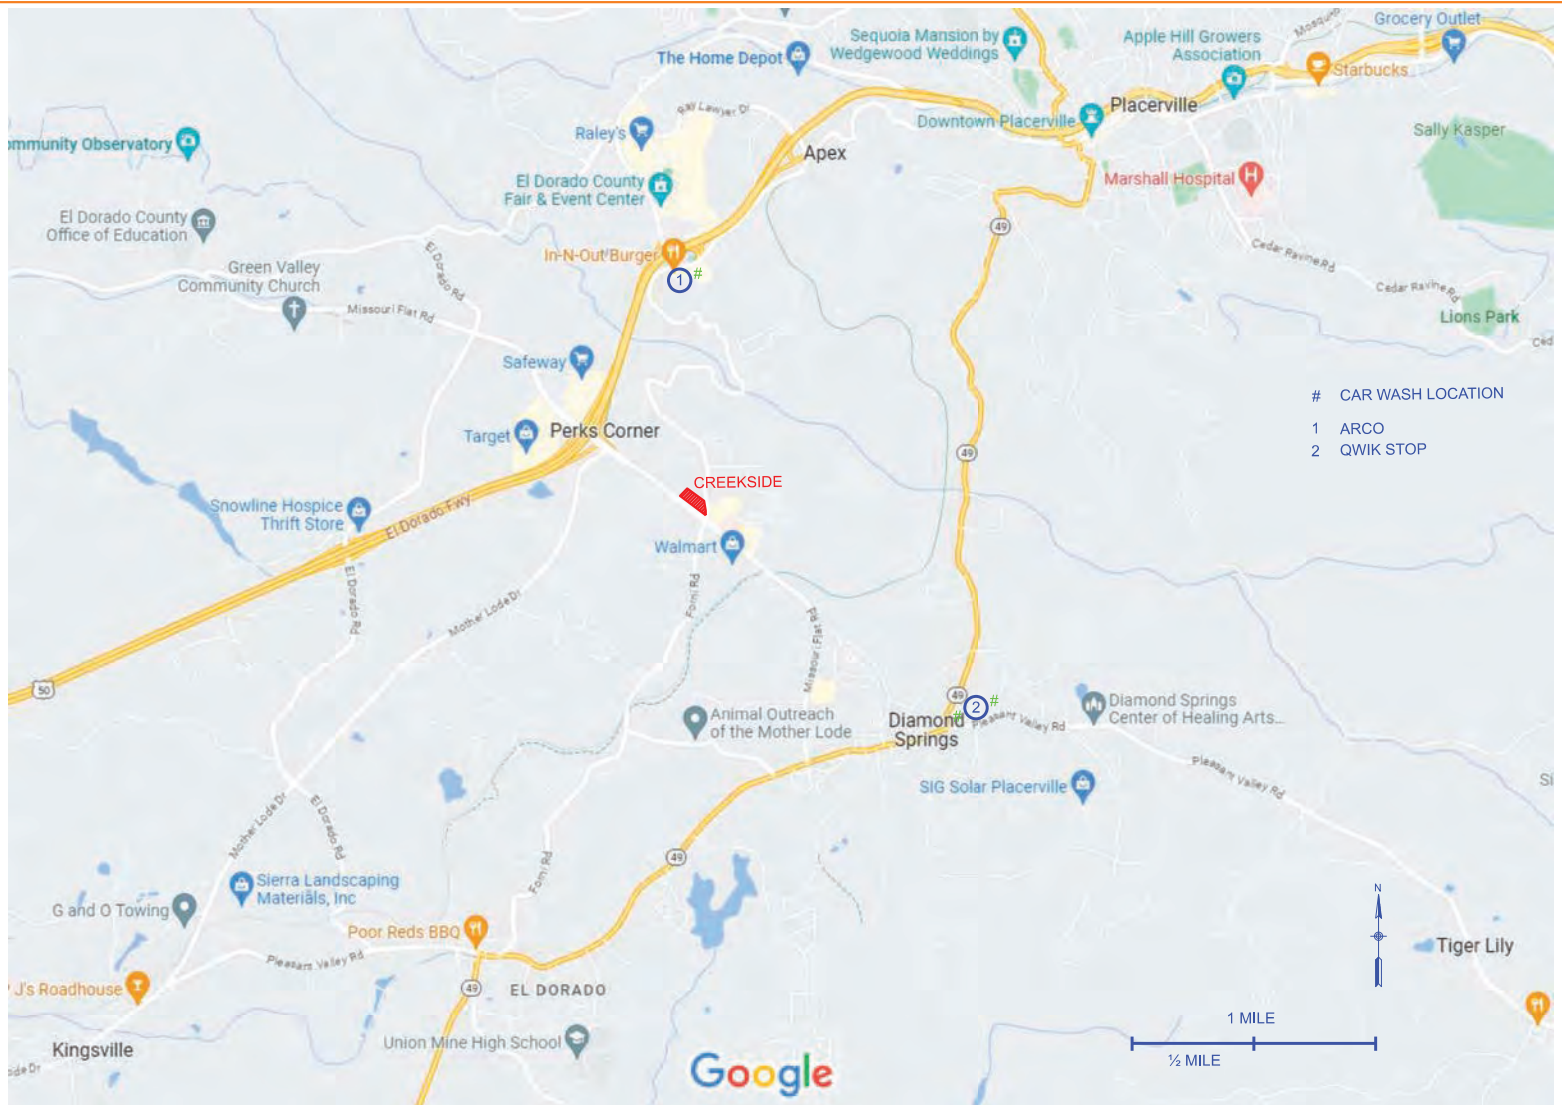 Grocery Outlet
Mosquito
Sequoia Mansion by
Wedgewood Weddings
Apple Hill Growers
Association
The Home Depot
Starbucks
Placerville
Ray Lawyer Dr
Downtown Placerville
Raley's
Sally Kasper
ommunity Observatory
Apex
El Dorado County
Fair & Event Center
Marshall Hospital
H
El Dorado County
Office of Education
49
In-N-Out Burger
El Dorado Rd
Cedar Ravine Rd
Green Valley
Community Church
1
#
Cedar Ravine Rd
Missouri Flat Rd
Lions Park
Ced
Safeway
# CAR WASH LOCATION
Target
Perks Corner
1 ARCO
2 QWIK STOP
49
CREEKSIDE
Snowline Hospice
Thrift Store
El Dorado Fwy
Walmart
El Dorado Rd
Mother Lode Dr
Forni Rd
Missouri Flat Rd
50
49
2
#
#
Diamond Springs
Center of Healing Arts...
Animal Outreach
of the Mother Lode
Diamond
Springs
Pleasant Valley Rd
Pleasant Valley Rd
SIG Solar Placerville
SI
Mother Lode Dr
El Dorado Rd
49
Forni Rd
Sierra Landscaping
Materials, Inc
G and O Towing
Poor Reds BBQ
N
Tiger Lily
Pleasant Valley Rd
J's Roadhouse
49
EL DORADO
1 MILE
Union Mine High School
Kingsville
ode Dr
Google
½ MILE